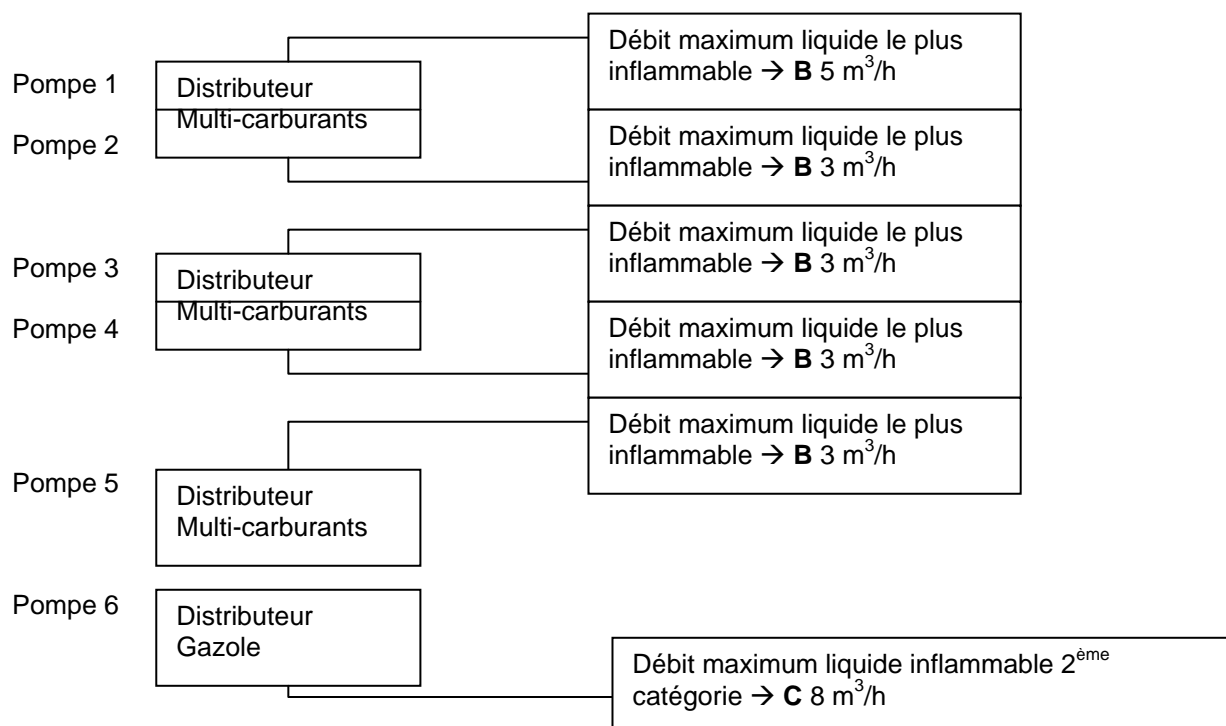 Débit maximum liquide le plus
inflammable → B 5 m³/h
Pompe 1
Distributeur
Multi-carburants
Pompe 2
Débit maximum liquide le plus
inflammable → B 3 m³/h
Débit maximum liquide le plus
inflammable → B 3 m³/h
Pompe 3
Distributeur
Multi-carburants
Pompe 4
Débit maximum liquide le plus
inflammable → B 3 m³/h
Débit maximum liquide le plus
inflammable → B 3 m³/h
Pompe 5
Distributeur
Multi-carburants
Pompe 6
Distributeur
Gazole
Débit maximum liquide inflammable 2ème
catégorie → C 8 m³/h